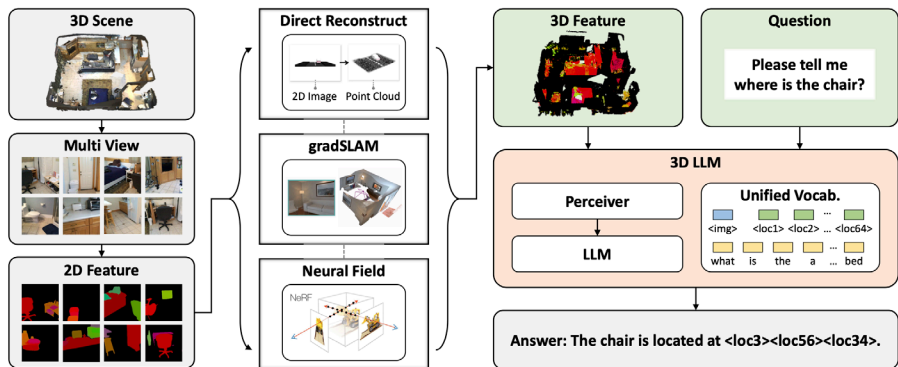 3D Scene
Multi View
2D Feature
Direct Reconstruct
2D Image
Point Cloud
gradSLAM
Neural Field
NeRF
3D Feature
Question
Please tell me
where is the chair?
3D LLM
Perceiver
LLM
Unified Vocab.
...
<img> <loc1> <loc2> ... <loc64>
...
what is the a ... bed
Answer: The chair is located at <loc3><loc56><loc34>.